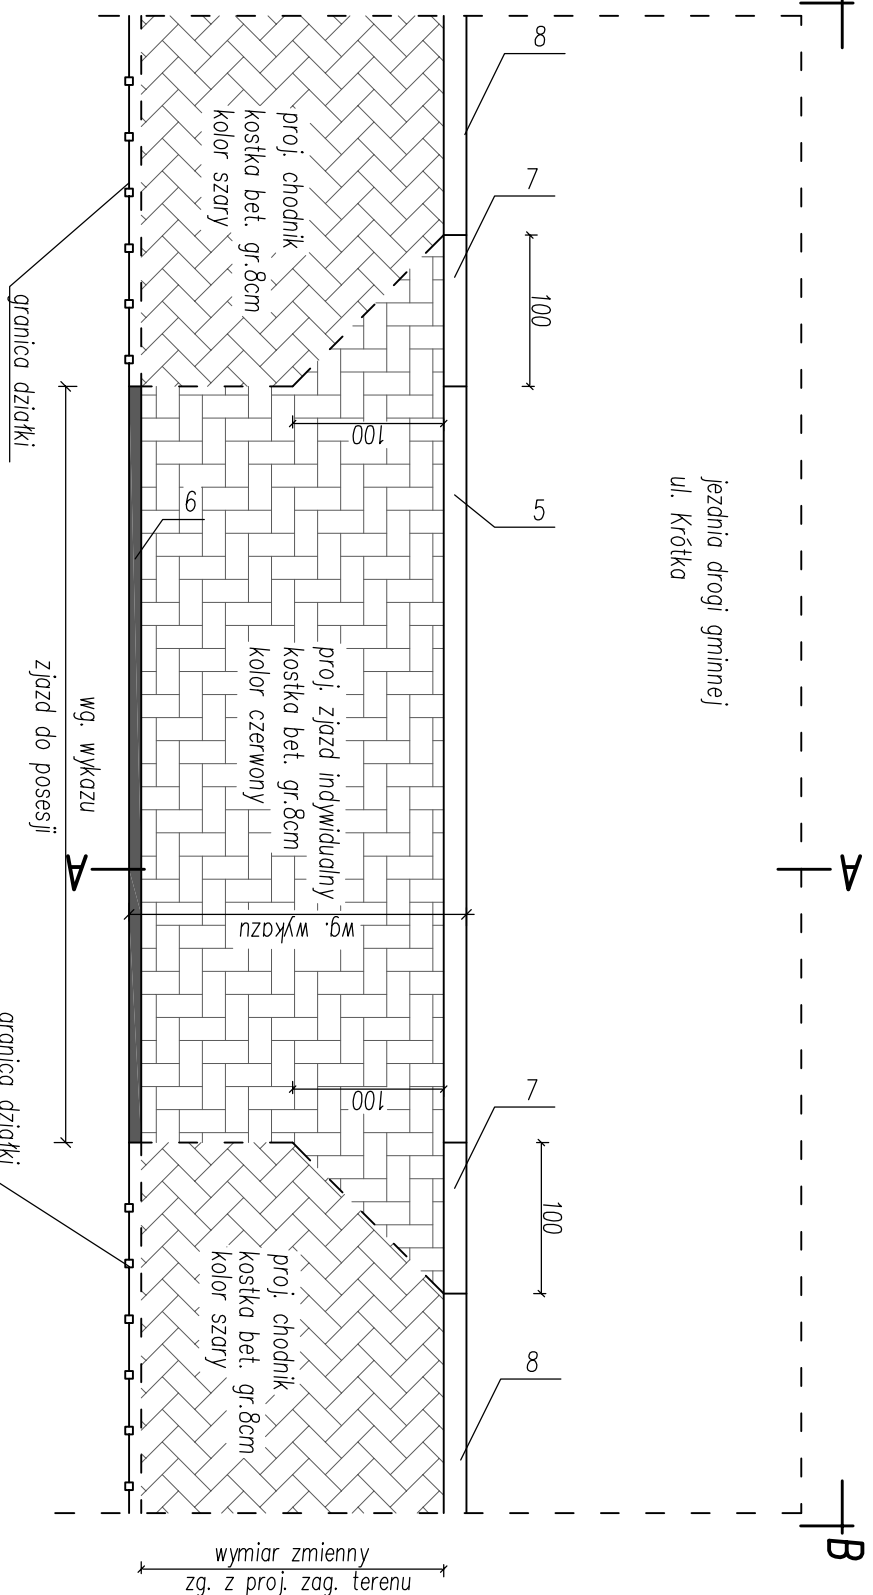 8
7
100
proj. chodnik
kostka bet. gr.8cm
kolor szary
granica działki
100
5
9
jezdnia drogi gminnej
ul. Krótka
proj. zjazd indywidualny
kostka bet. gr.8cm
kolor czerwony
wg. wykazu
zjazd do posesji
A
A
wg. wykazu
granica działki
100
7
100
proj. chodnik
kostka bet. gr.8cm
kolor szary
8
B
wymiar zmienny
zg. z proj. zag. terenu